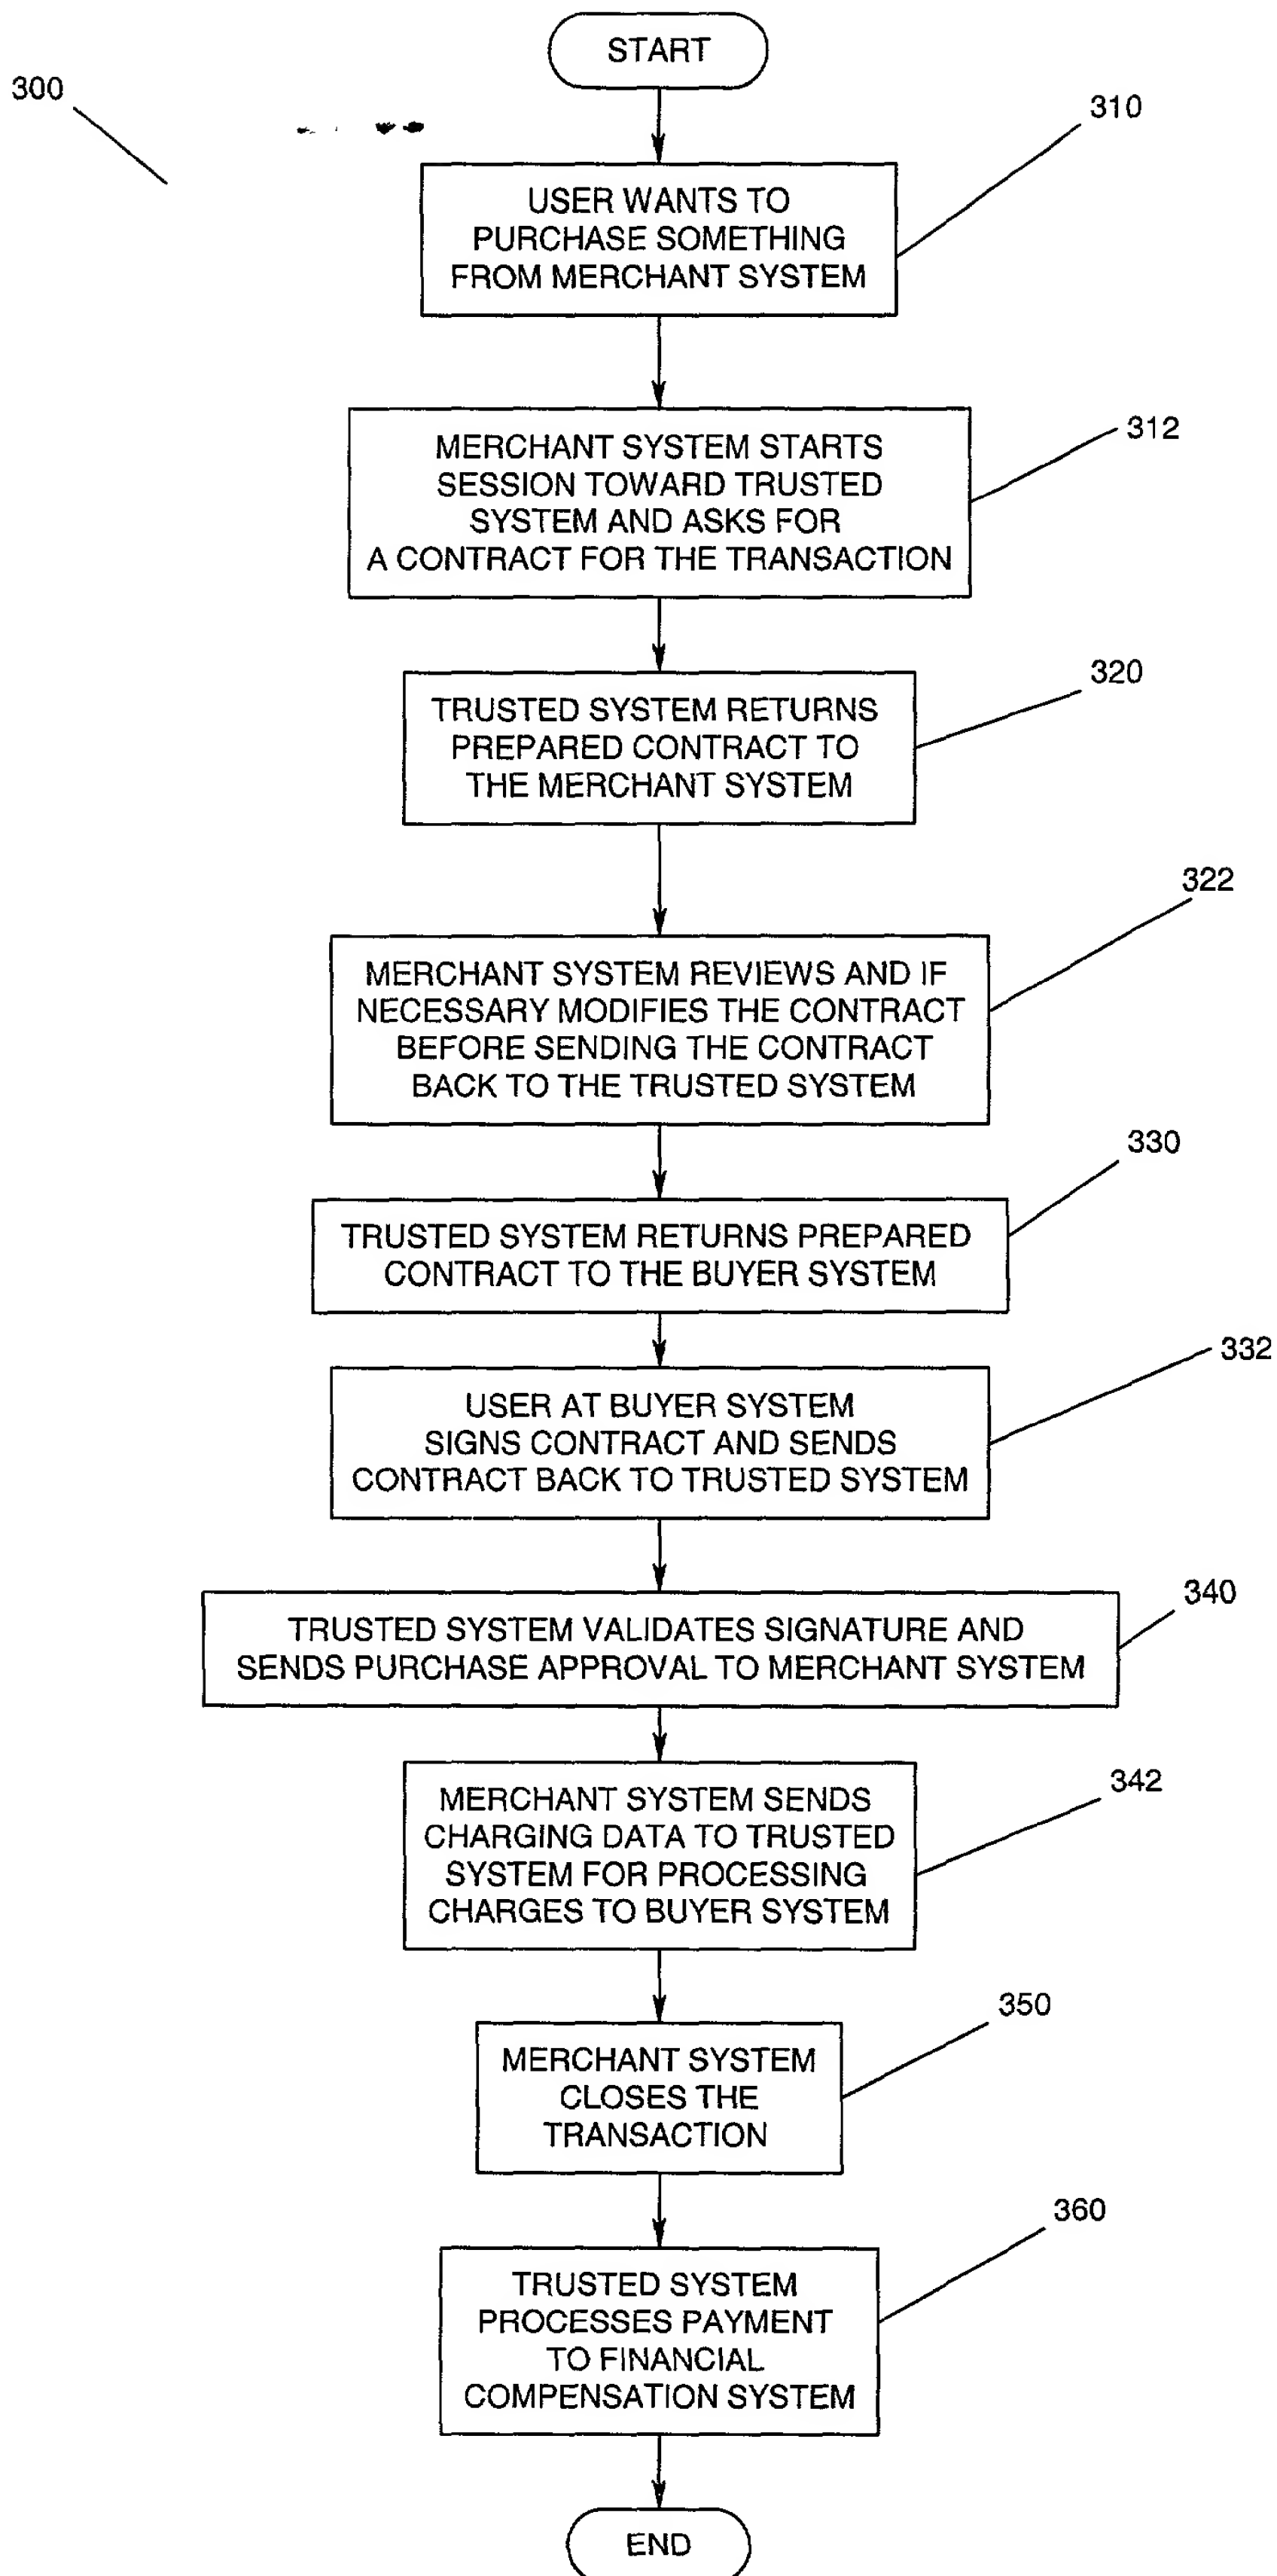 START
300
310
USER WANTS TO
PURCHASE SOMETHING
FROM MERCHANT SYSTEM
312
MERCHANT SYSTEM STARTS
SESSION TOWARD TRUSTED
SYSTEM AND ASKS FOR
A CONTRACT FOR THE TRANSACTION
320
TRUSTED SYSTEM RETURNS
PREPARED CONTRACT TO
THE MERCHANT SYSTEM
322
MERCHANT SYSTEM REVIEWS AND IF
NECESSARY MODIFIES THE CONTRACT
BEFORE SENDING THE CONTRACT
BACK TO THE TRUSTED SYSTEM
330
TRUSTED SYSTEM RETURNS PREPARED
CONTRACT TO THE BUYER SYSTEM
332
USER AT BUYER SYSTEM
SIGNS CONTRACT AND SENDS
CONTRACT BACK TO TRUSTED SYSTEM
340
TRUSTED SYSTEM VALIDATES SIGNATURE AND
SENDS PURCHASE APPROVAL TO MERCHANT SYSTEM
342
MERCHANT SYSTEM SENDS
CHARGING DATA TO TRUSTED
SYSTEM FOR PROCESSING
CHARGES TO BUYER SYSTEM
350
MERCHANT SYSTEM
CLOSES THE
TRANSACTION
360
TRUSTED SYSTEM
PROCESSES PAYMENT
TO FINANCIAL
COMPENSATION SYSTEM
END